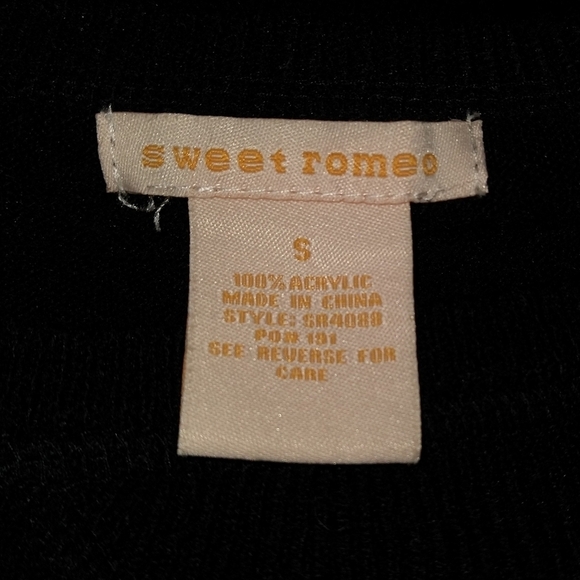 sweet romeo
S
100% ACRYLIC
MADE IN CHINA
STYLE: SR4088
PO# 191
SEE REVERSE FOR
CARE